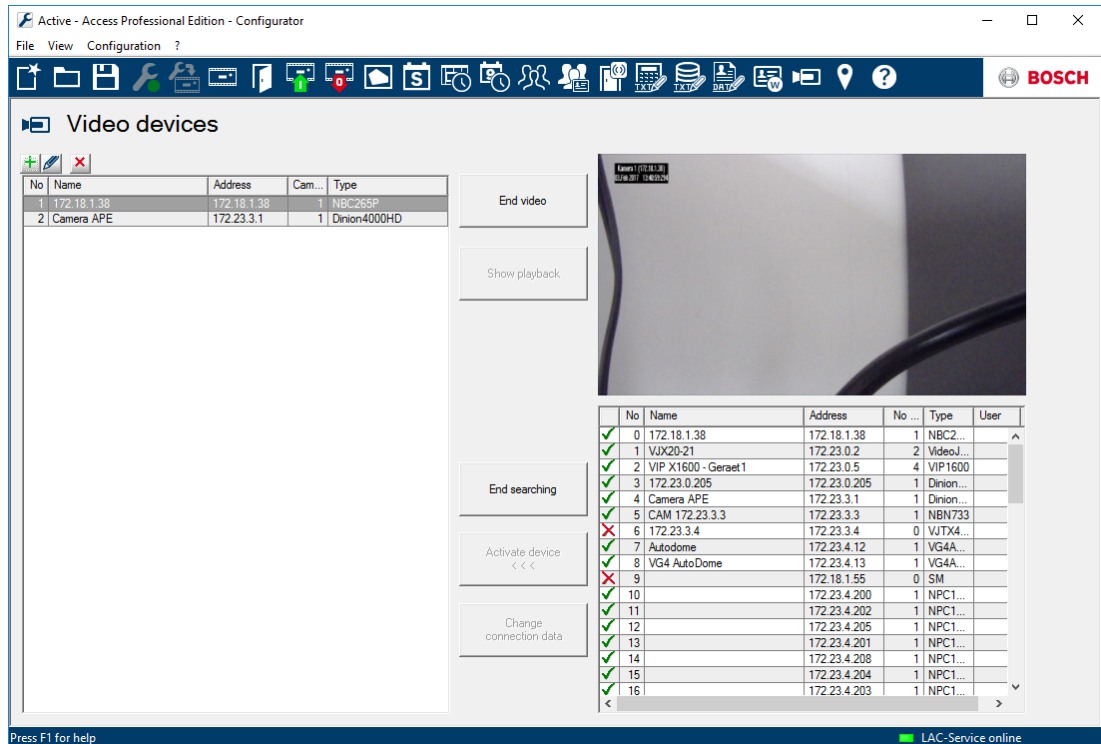 Active - Access Professional Edition - Configurator
File View Configuration ?
S TXT TXT DATA W ? BOSCH
Video devices
No Name Address Cam... Type
1 172.18.1.38 172.18.1.38 1 NBC265P
2 Camera APE 172.23.3.1 1 Dinion4000HD
End video
Show playback
End searching
Activate device
< < <
Change
connection data
Kamera 1 (172.18.1.38)
No Name Address No ... Type User
0 172.18.1.38 172.18.1.38 1 NBC2...
1 VJX20-21 172.23.0.2 2 VideoJ...
2 VIP X1600 - Geraet1 172.23.0.5 4 VIP1600
3 172.23.0.205 172.23.0.205 1 Dinion...
4 Camera APE 172.23.3.1 1 Dinion...
5 CAM 172.23.3.3 172.23.3.3 1 NBN733
6 172.23.3.4 172.23.3.4 0 VJTX4...
7 Autodome 172.23.4.12 1 VG4A...
8 VG4 AutoDome 172.23.4.13 1 VG4A...
9 172.18.1.55 0 SM
10 172.23.4.200 1 NPC1...
11 172.23.4.202 1 NPC1...
12 172.23.4.205 1 NPC1...
13 172.23.4.201 1 NPC1...
14 172.23.4.208 1 NPC1...
15 172.23.4.204 1 NPC1...
16 172.23.4.203 1 NPC1...
Press F1 for help
LAC-Service online